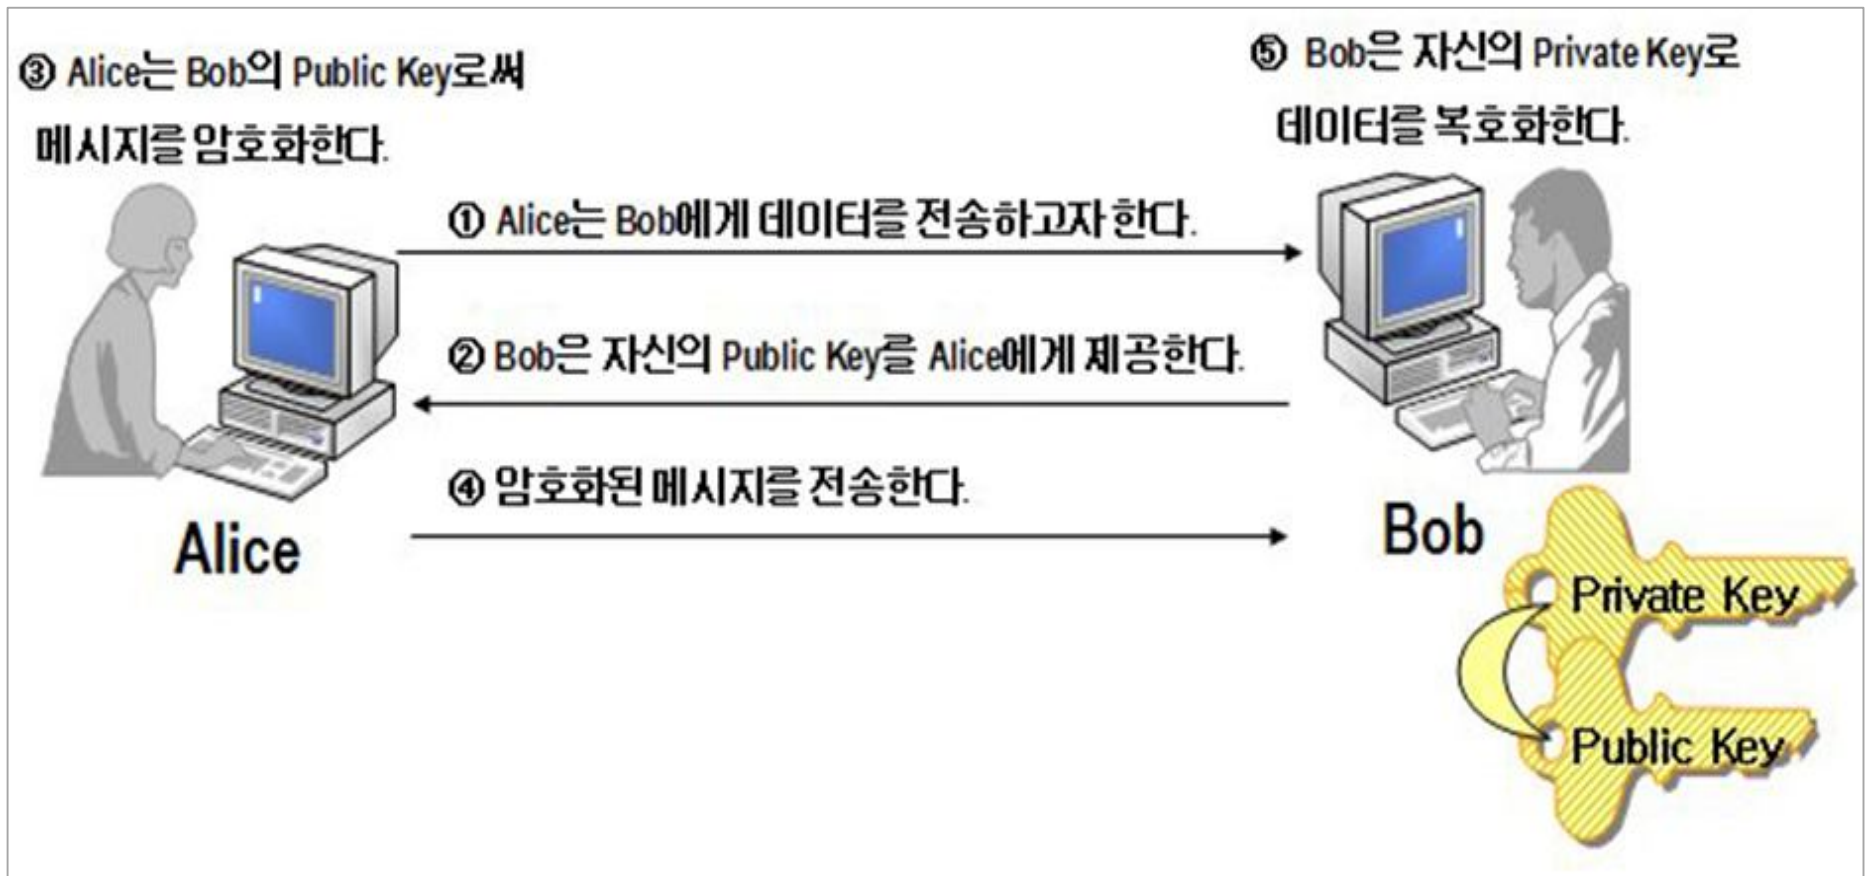 ③ Alice는 Bob의 Public Key로써
메시지를 암호화한다.
⑤ Bob은 자신의 Private Key로
데이터를 복호화한다.
① Alice는 Bob에게 데이터를 전송하고자 한다.
② Bob은 자신의 Public Key를 Alice에게 제공한다.
④ 암호화된 메시지를 전송한다.
Alice
Bob
Private Key
Public Key